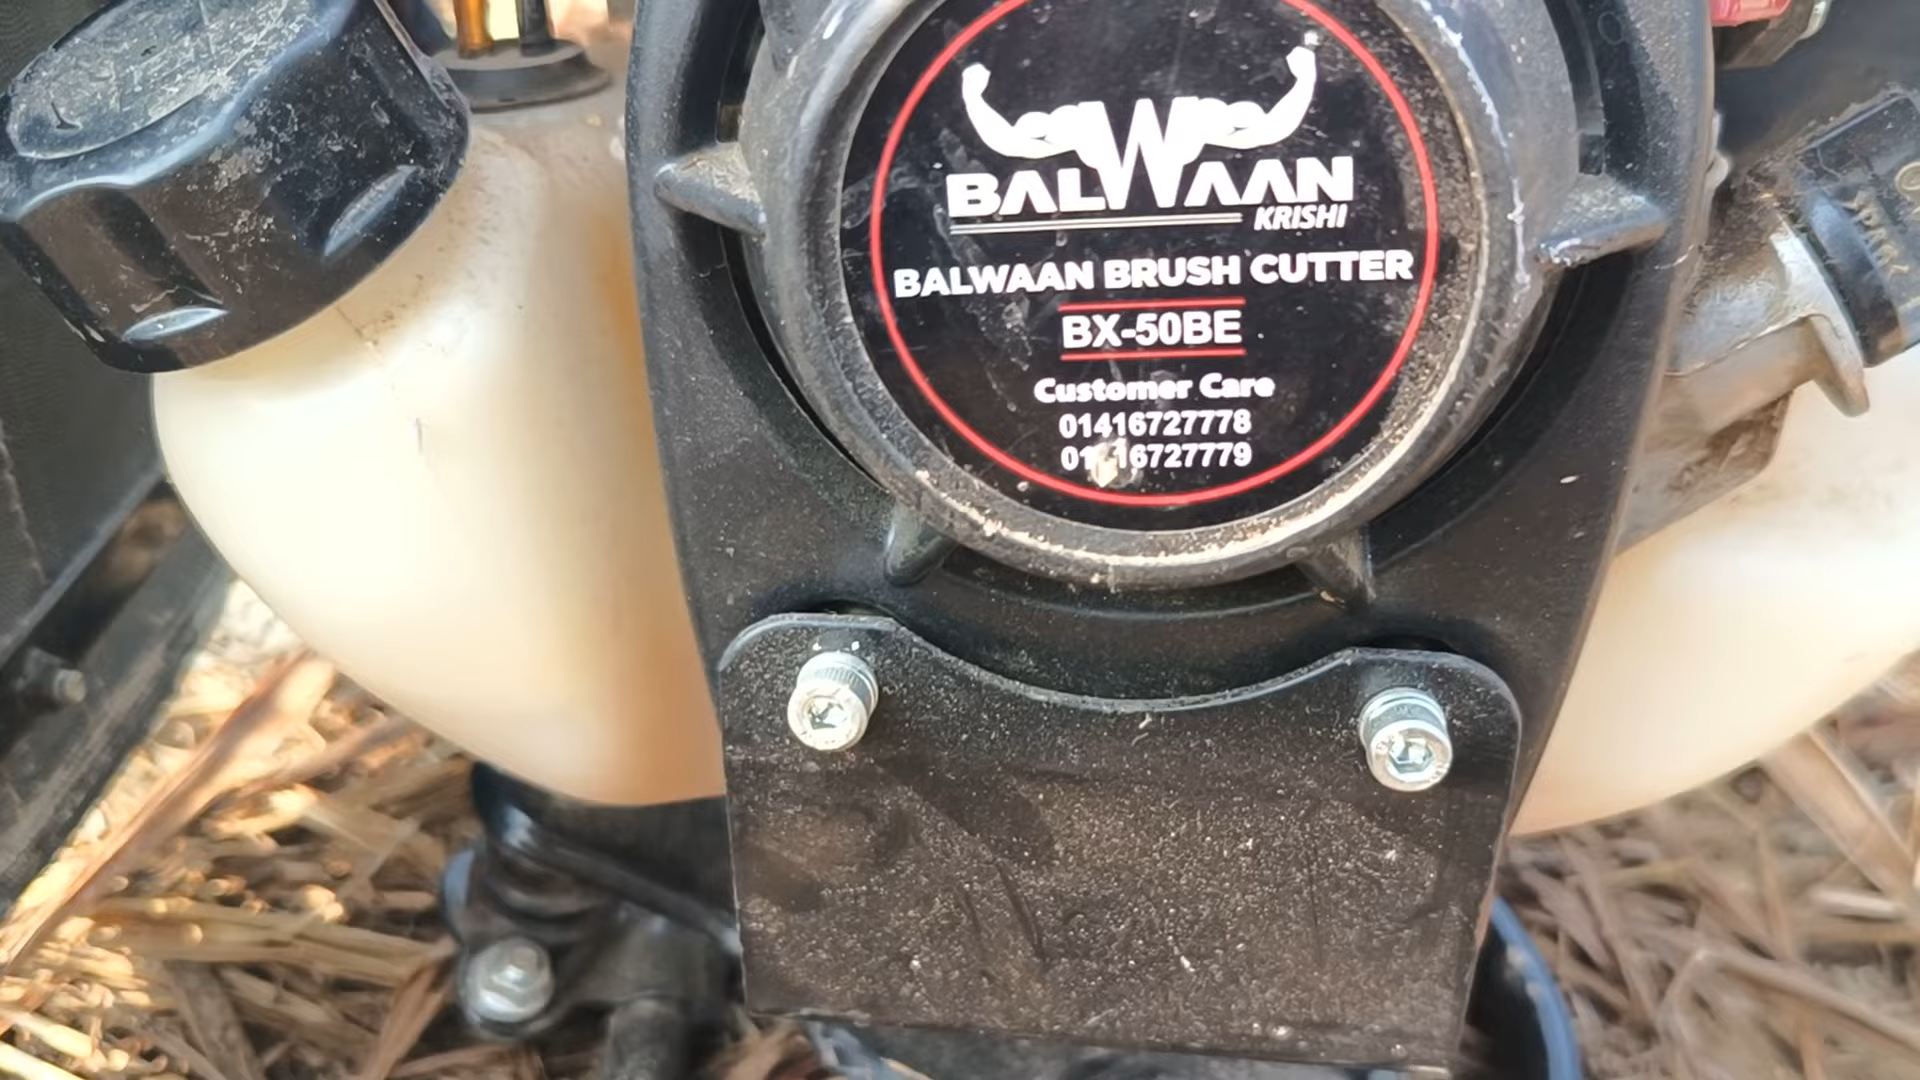 BALWAAN
KRISHI
BALWAAN BRUSH CUTTER
BX-50BE
Customer Care
01416727778